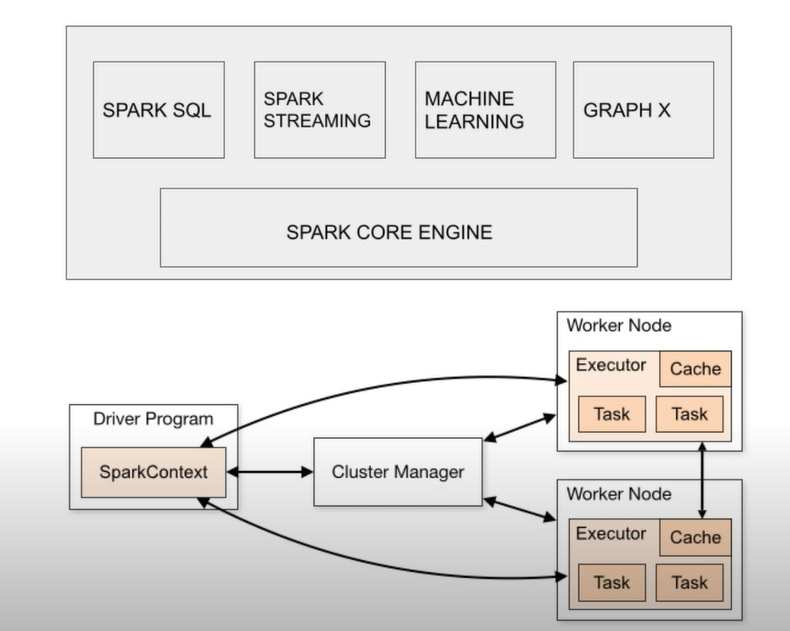 SPARK SQL
SPARK
STREAMING
MACHINE
LEARNING
GRAPH X
SPARK CORE ENGINE
Worker Node
Executor
Cache
Task
Task
Driver Program
SparkContext
Cluster Manager
Worker Node
Executor
Cache
Task
Task